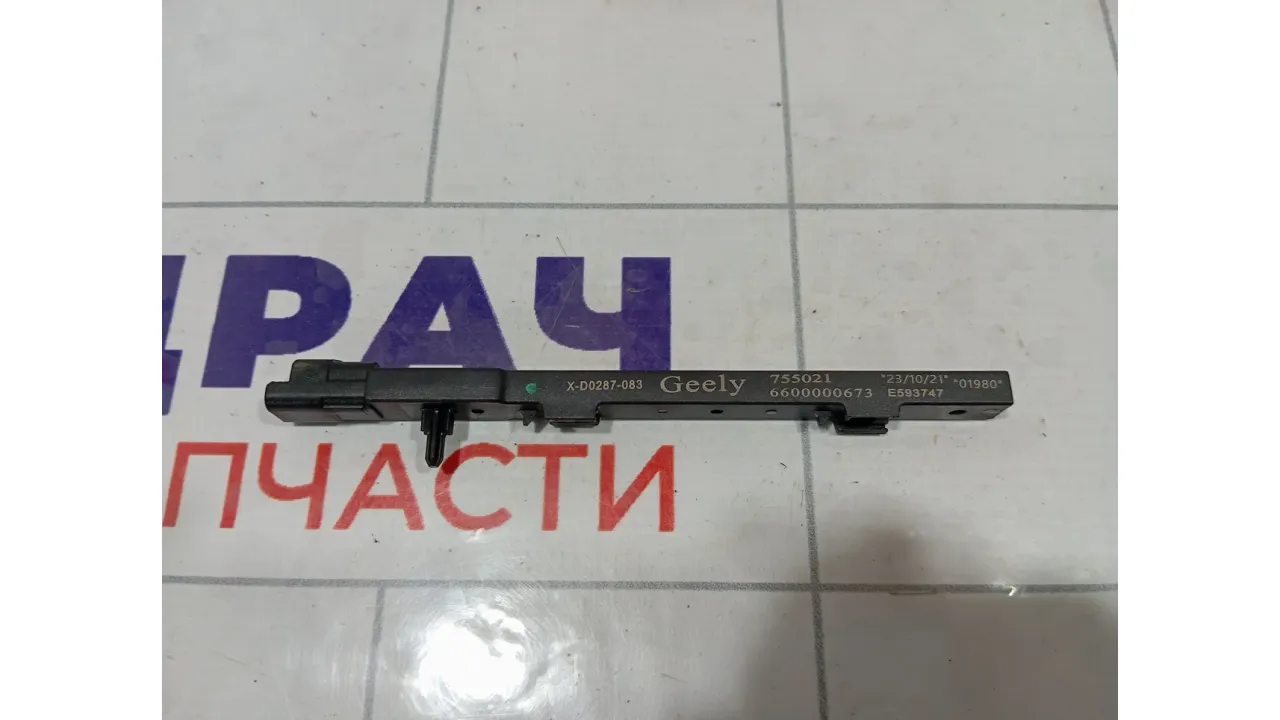 ДРАЧ
X-D0287-083 Geely 755021 *23/10/21* *01980*
6600000673 E593747
ПЧАСТИ